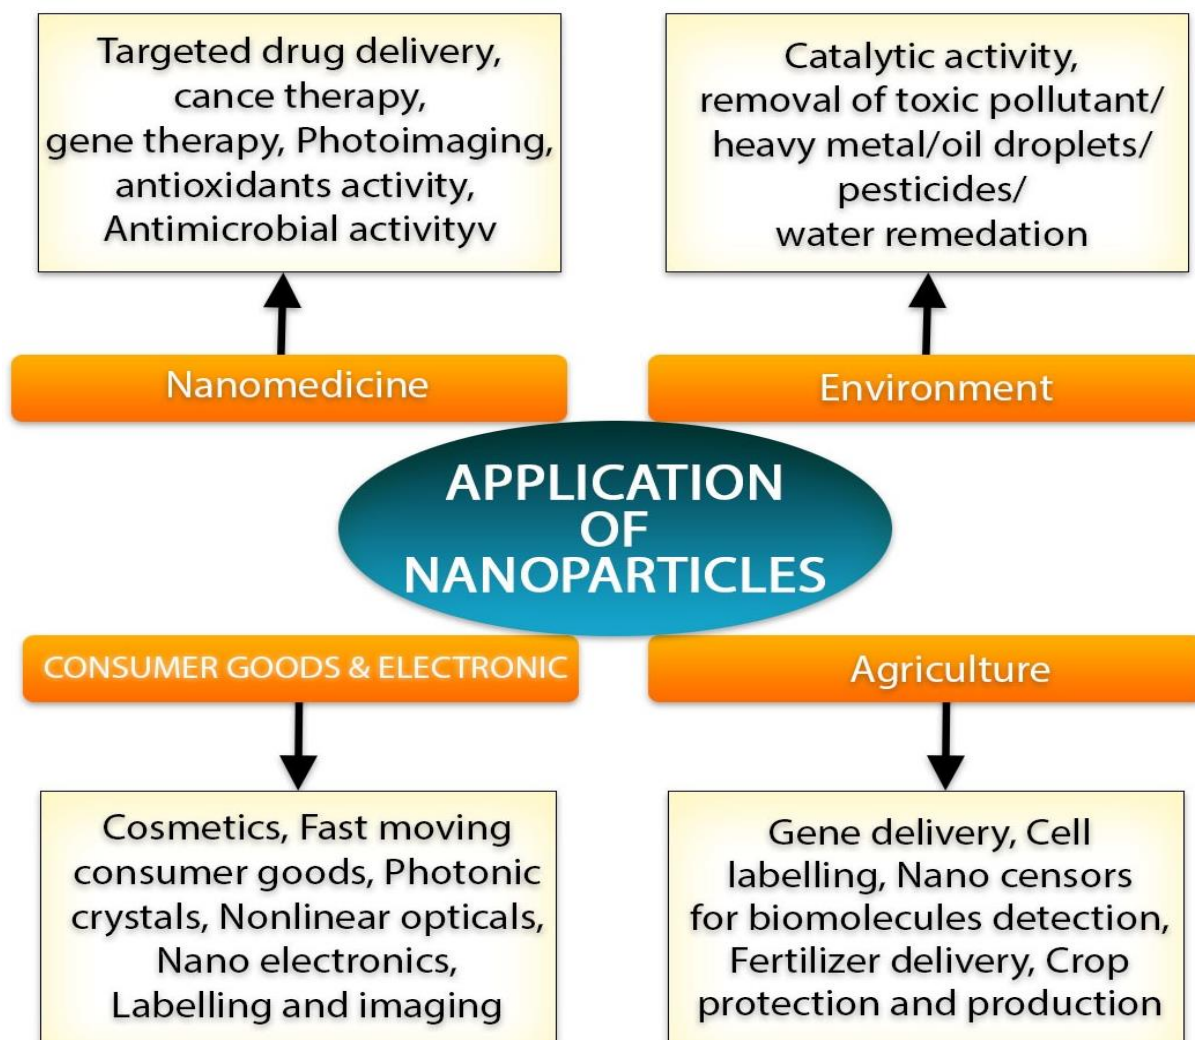 Targeted drug delivery,
cance therapy,
gene therapy, Photoimaging,
antioxidants activity,
Antimicrobial activityv
Catalytic activity,
removal of toxic pollutant/
heavy metal/oil droplets/
pesticides/
water remedation
Nanomedicine
Environment
APPLICATION
OF
NANOPARTICLES
CONSUMER GOODS & ELECTRONIC
Agriculture
Cosmetics, Fast moving
consumer goods, Photonic
crystals, Nonlinear opticals,
Nano electronics,
Labelling and imaging
Gene delivery, Cell
labelling, Nano censors
for biomolecules detection,
Fertilizer delivery, Crop
protection and production